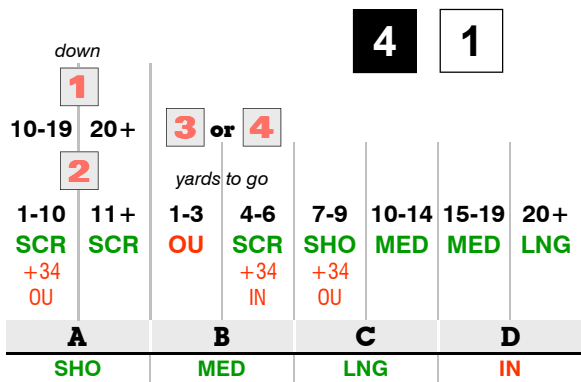 4 1
down
1
10-19 20+ 3 or 4
2 yards to go
1-10 11+ 1-3 4-6 7-9 10-14 15-19 20+
SCR SCR OU SCR SHO MED MED LNG
+34 +34 +34
OU IN OU
A B C D
SHO MED LNG IN